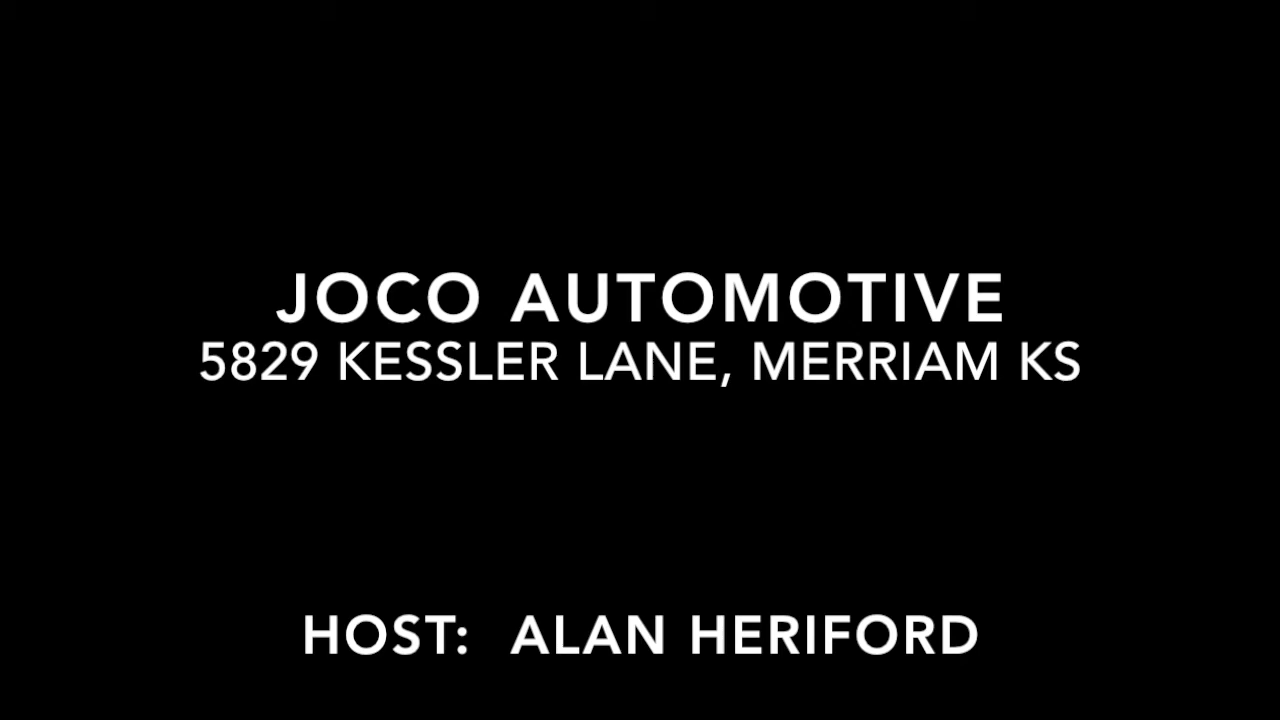 JOCO AUTOMOTIVE
5829 KESSLER LANE, MERRIAM KS
HOST: ALAN HERIFORD